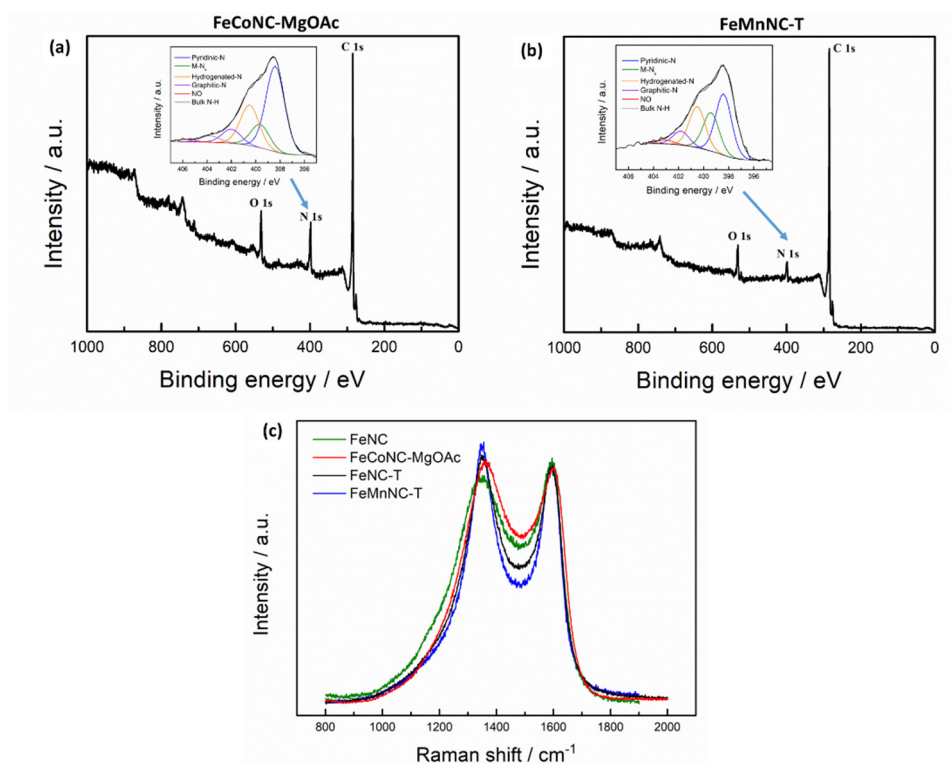 FeCoNC-MgOAc
(a)
C 1s
Pyridinic-N
M-Nx
Hydrogenated-N
Graphitic-N
NO
Bulk N-H
Intensity / a.u.
406 404 402 400 398 396
Binding energy / eV
O 1s
N 1s
Intensity / a.u.
1000 800 600 400 200 0
Binding energy / eV
FeMnNC-T
(b)
C 1s
Pyridinic-N
M-Nx
Hydrogenated-N
Graphitic-N
NO
Bulk N-H
Intensity / a.u.
406 404 402 400 398 396
Binding energy / eV
O 1s
N 1s
Intensity / a.u.
1000 800 600 400 200 0
Binding energy / eV
(c)
FeNC
FeCoNC-MgOAc
FeNC-T
FeMnNC-T
Intensity / a.u.
800 1000 1200 1400 1600 1800 2000
Raman shift / cm-1